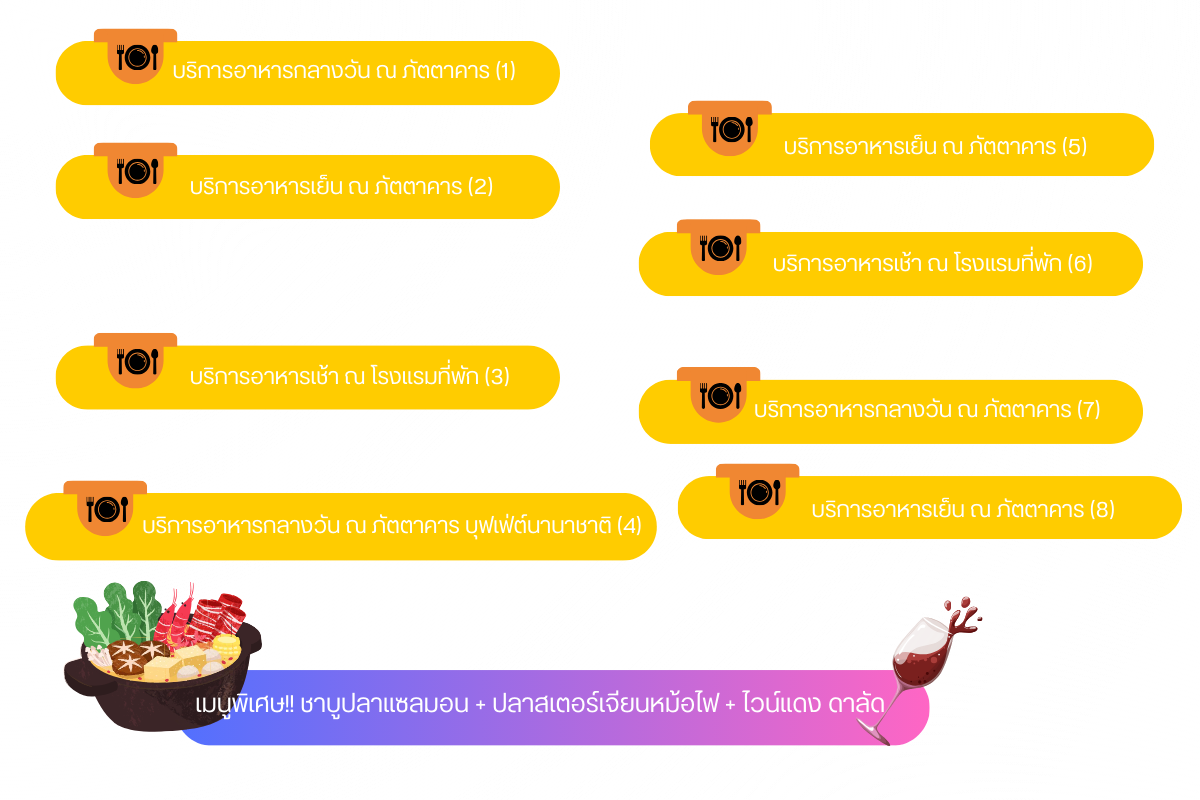 บริการอาหารกลางวัน ณ ภัตตาคาร (1)
บริการอาหารเย็น ณ ภัตตาคาร (2)
บริการอาหารเช้า ณ โรงแรมที่พัก (3)
บริการอาหารกลางวัน ณ ภัตตาคาร บุฟเฟ่ต์นานาชาติ (4)
บริการอาหารเย็น ณ ภัตตาคาร (5)
บริการอาหารเช้า ณ โรงแรมที่พัก (6)
บริการอาหารกลางวัน ณ ภัตตาคาร (7)
บริการอาหารเย็น ณ ภัตตาคาร (8)
เมนูพิเศษ!! ชาบูปลาแซลมอน + ปลาสเตอร์เจียนหม้อไฟ + ไวน์แดง ดาลัด